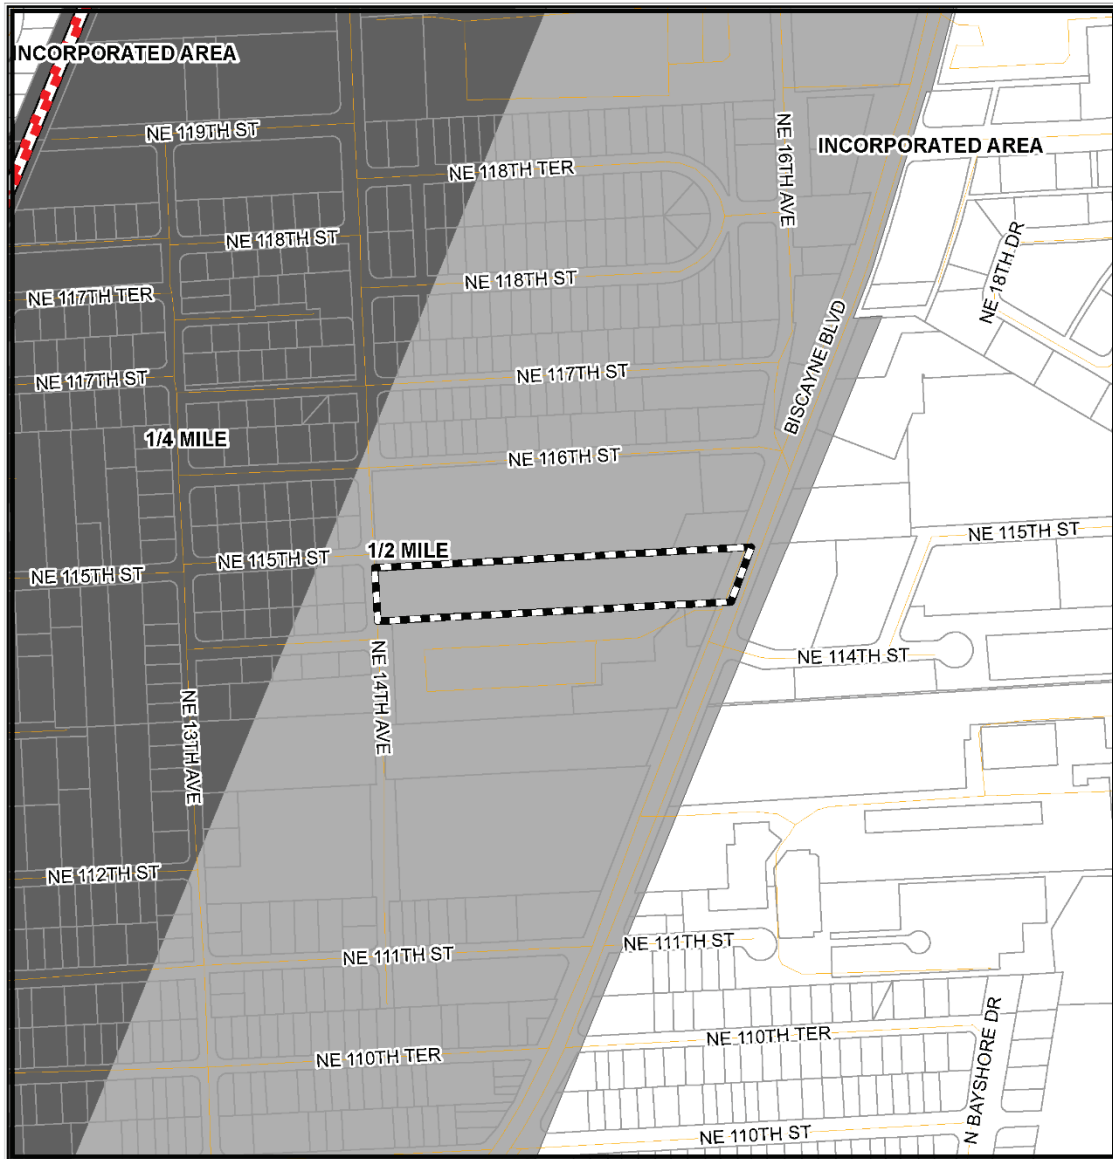 INCORPORATED AREA
NE 119TH ST
NE 16TH AVE
INCORPORATED AREA
NE 118TH TER
NE 118TH ST
NE 18TH DR
NE 118TH ST
NE 117TH TER
BISCAYNE BLVD
NE 117TH ST
NE 117TH ST
1/4 MILE
NE 116TH ST
NE 115TH ST
1/2 MILE
NE 115TH ST
NE 115TH ST
NE 114TH ST
NE 14TH AVE
NE 13TH AVE
NE 112TH ST
NE 111TH ST
NE 111TH ST
NE 110TH TER
NE 110TH TER
N BAYSHORE DR
NE 110TH ST